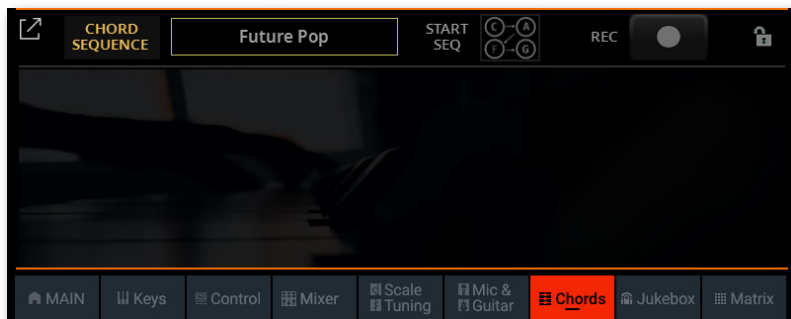 CHORD
SEQUENCE
Future Pop
START
SEQ
C A
F G
REC
MAIN
Keys
Control
Mixer
Scale
Tuning
Mic &
Guitar
Chords
Jukebox
Matrix